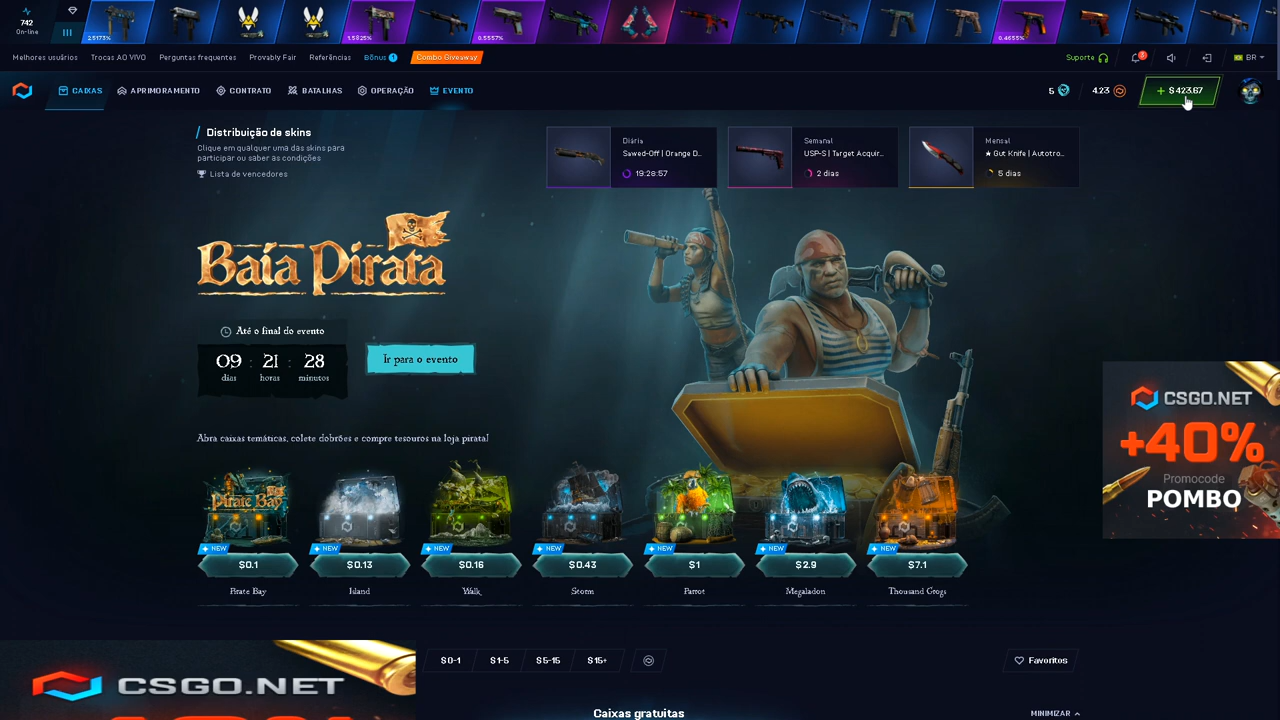 742
On-line
2.5173%
1.5825%
0.5557%
0.4655%
Melhores usuários
Trocas AO VIVO
Perguntas frequentes
Provably Fair
Referências
Bônus
Combo Giveaway
Suporte
3
BR
CAIXAS
APRIMORAMENTO
CONTRATO
BATALHAS
OPERAÇÃO
EVENTO
5
4.23
+ $ 423.67
Distribuição de skins
Clique em qualquer uma das skins para
participar ou saber as condições
Lista de vencedores
Diária
Sawed-Off | Orange D...
19:28:57
Semanal
USP-S | Target Acquir...
2 dias
Mensal
★ Gut Knife | Autotro...
5 dias
Baía Pirata
Até o final do evento
09 : 21 : 28
dias horas minutos
Ir para o evento
Abra caixas temáticas, colete dobrões e compre tesouros na loja pirata!
Pirate Bay
NEW
NEW
NEW
NEW
NEW
NEW
NEW
$0.1
$0.13
$0.16
$0.43
$1
$2.9
$7.1
Pirate Bay
Island
Walk
Storm
Parrot
Megaladon
Thousand Grogs
CSGO.NET
+40%
Promocode
POMBO
CSGO.NET
$ 0-1
$ 1-5
$ 5-15
$ 15+
Favoritos
Caixas gratuitas
MINIMIZAR